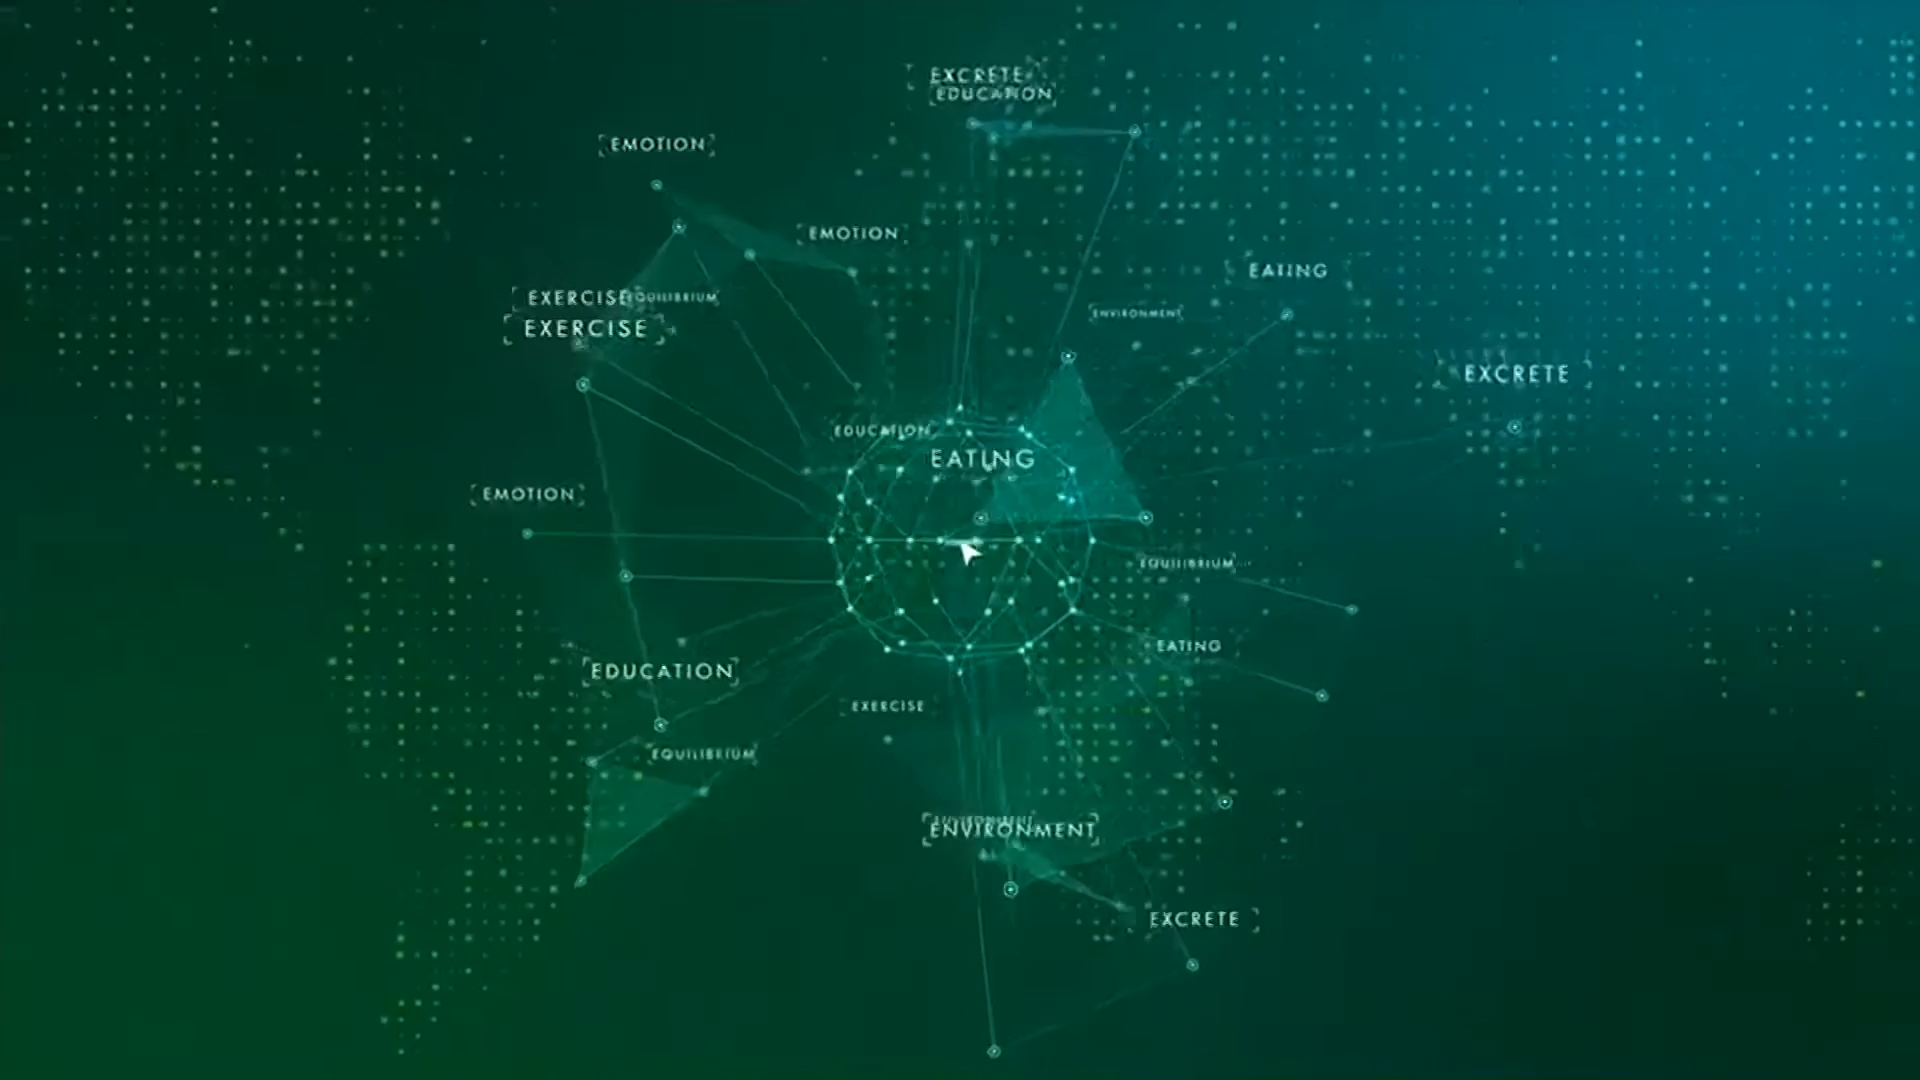 EXCRETE
EDUCATION
EMOTION
EMOTION
EATING
EXERCISE
EQUILIBRIUM
ENVIRONMENT
EXERCISE
EXCRETE
EDUCATION
EATING
EMOTION
EQUILIBRIUM
EATING
EDUCATION
EXERCISE
EQUILIBRIUM
ENVIRONMENT
ENVIRONMENT
EXCRETE